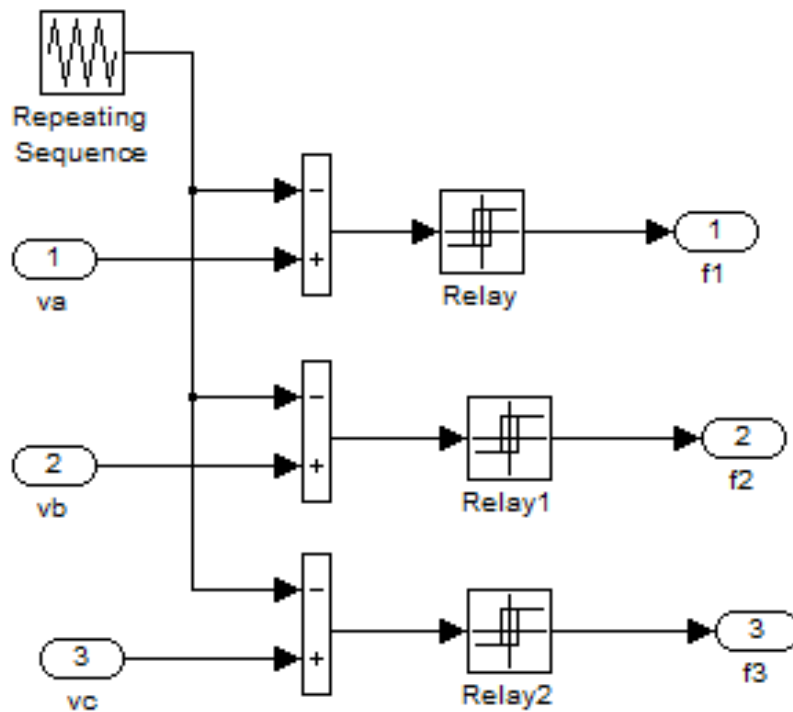 Repeating
Sequence
−
1
+
va
Relay
1
f1
−
2
+
vb
Relay1
2
f2
−
3
+
vc
Relay2
3
f3